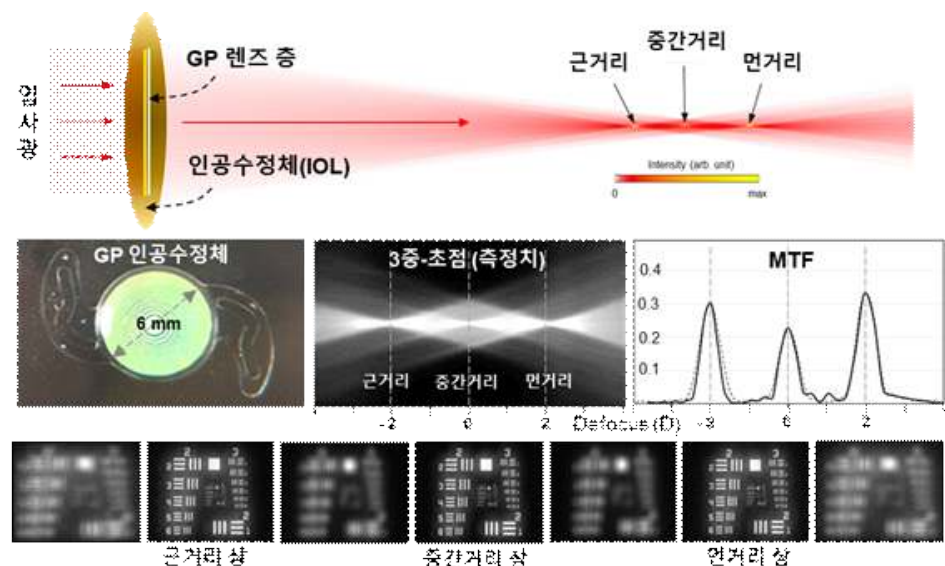 중간거리
근거리
먼거리
GP 렌즈 층
입사광
인공수정체(IOL)
Intensity (arb. unit)
0
max
GP 인공수정체
6 mm
3중-초점 (측정치)
근거리
중간거리
먼거리
-2
0
2
MTF
0.4
0.3
0.2
0.1
Defocus (D)
0
2
근거리 상
중간거리 상
먼거리 상